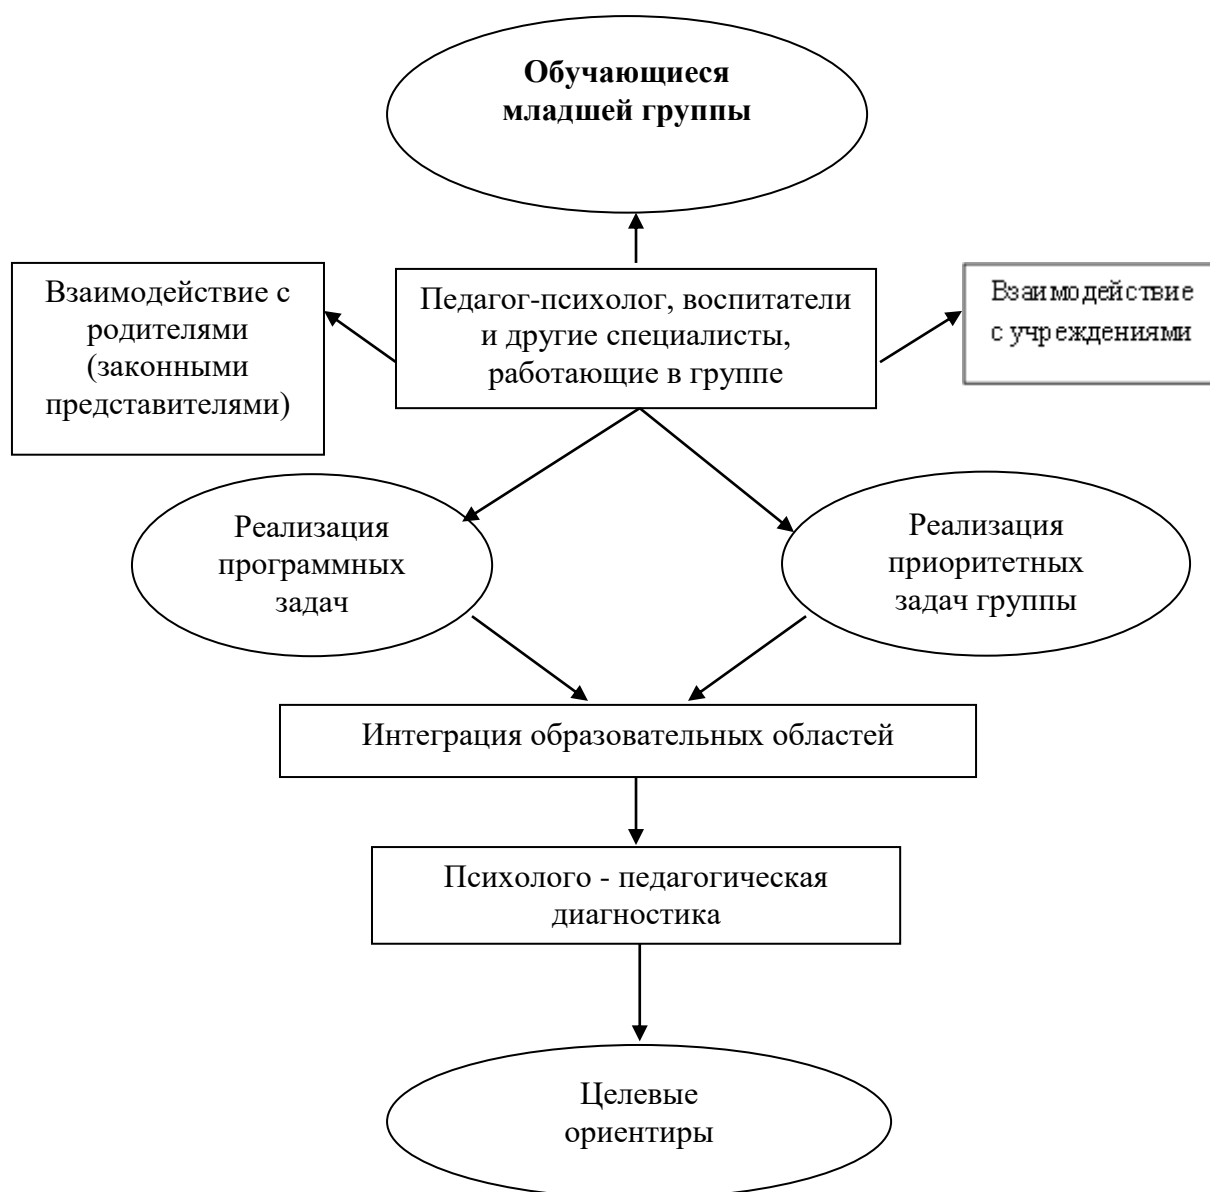 Обучающиеся
младшей группы
Взаимодействие с
родителями
(законными
представителями)
Педагог-психолог, воспитатели
и другие специалисты,
работающие в группе
Взаимодействие
с учреждениями
Реализация
программных
задач
Реализация
приоритетных
задач группы
Интеграция образовательных областей
Психолого - педагогическая
диагностика
Целевые
ориентиры